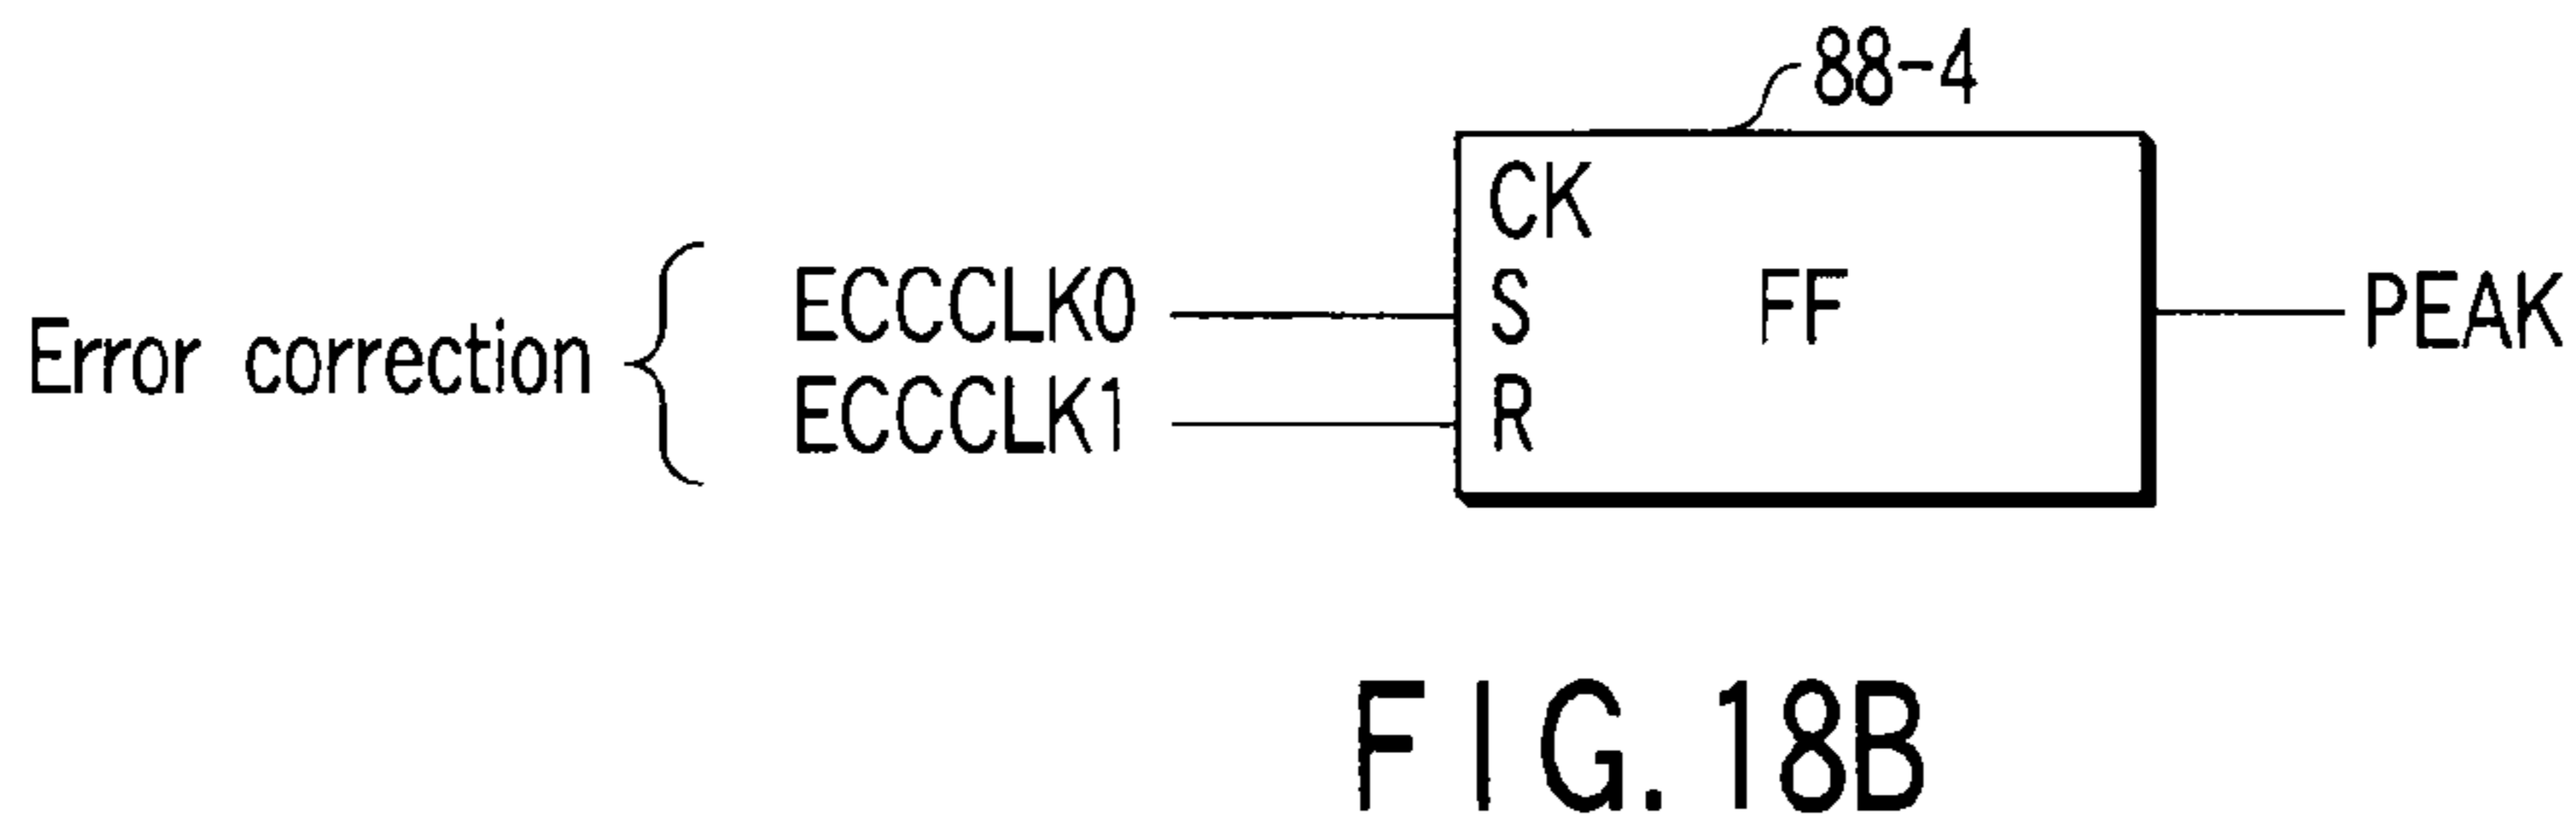 88-4
CK
Error correction
ECCCLK0
S
FF
PEAK
ECCCLK1
R
FIG. 18B